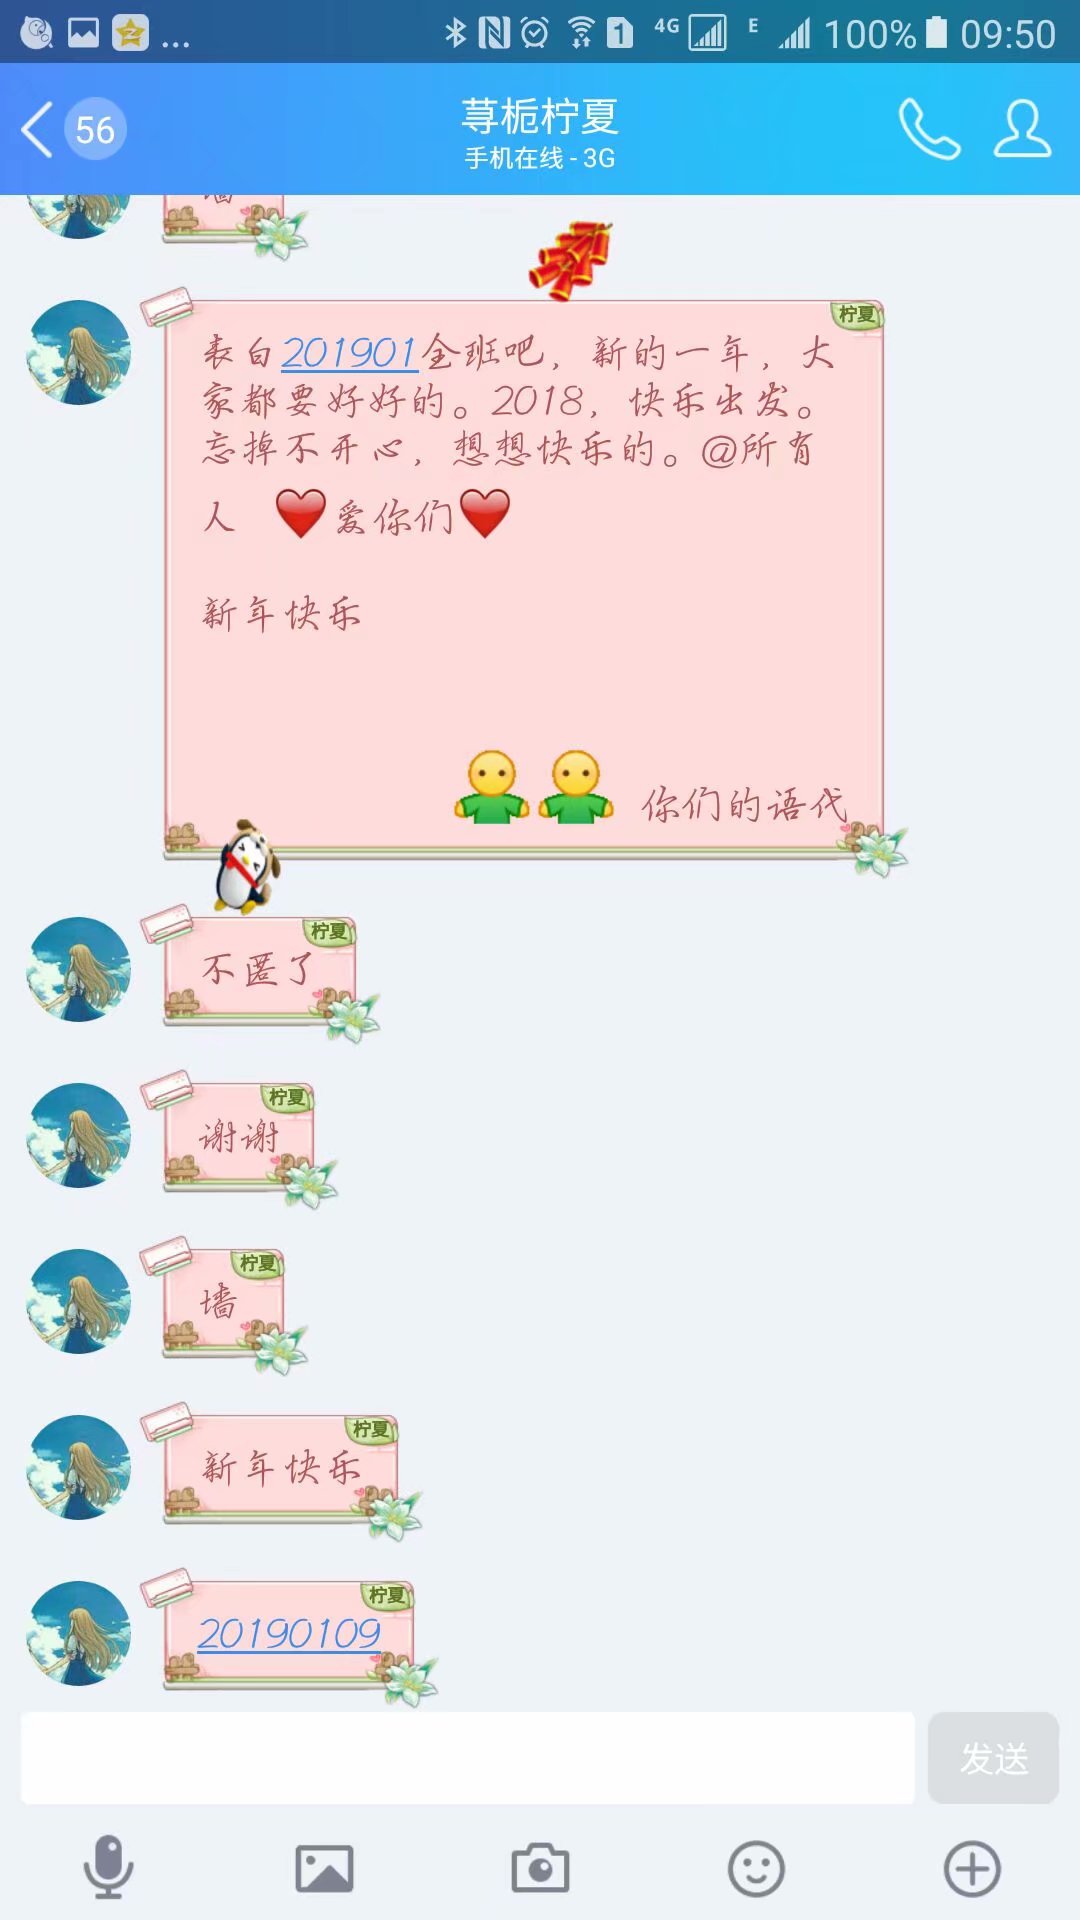 ... 4G E 100% 09:50
56
荨栀柠夏
手机在线 - 3G
墙
柠夏
表白201901全班吧，新的一年，大
家都要好好的。2018，快乐出发。
忘掉不开心，想想快乐的。@所有
人 ❤爱你们❤
新年快乐
你们的语代
柠夏
不匿了
柠夏
谢谢
柠夏
墙
柠夏
新年快乐
柠夏
20190109
发送